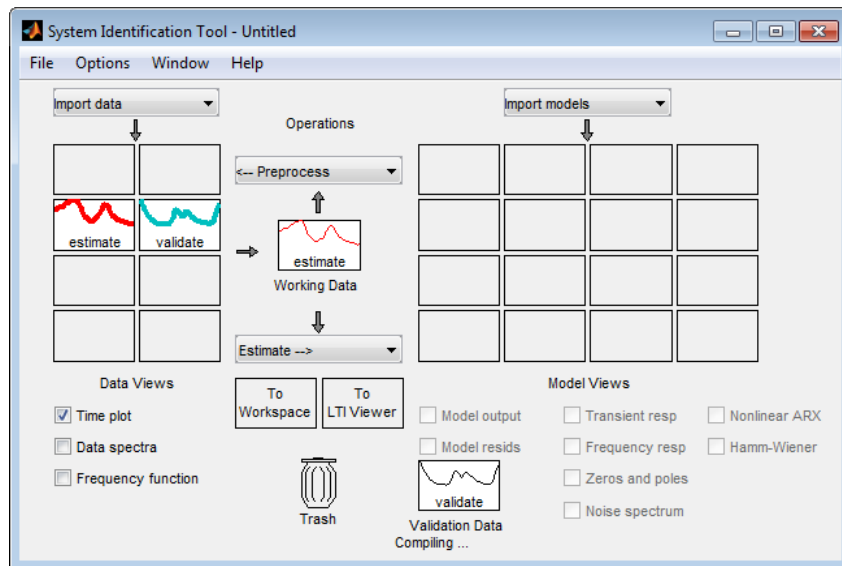 System Identification Tool - Untitled
File Options Window Help
Import data
Import models
Operations
<-- Preprocess
estimate validate
estimate
Working Data
Estimate -->
Data Views
Model Views
To Workspace
To LTI Viewer
Time plot
Data spectra
Frequency function
Model output
Transient resp
Nonlinear ARX
Model resids
Frequency resp
Hamm-Wiener
Zeros and poles
Noise spectrum
Trash
validate
Validation Data
Compiling ...